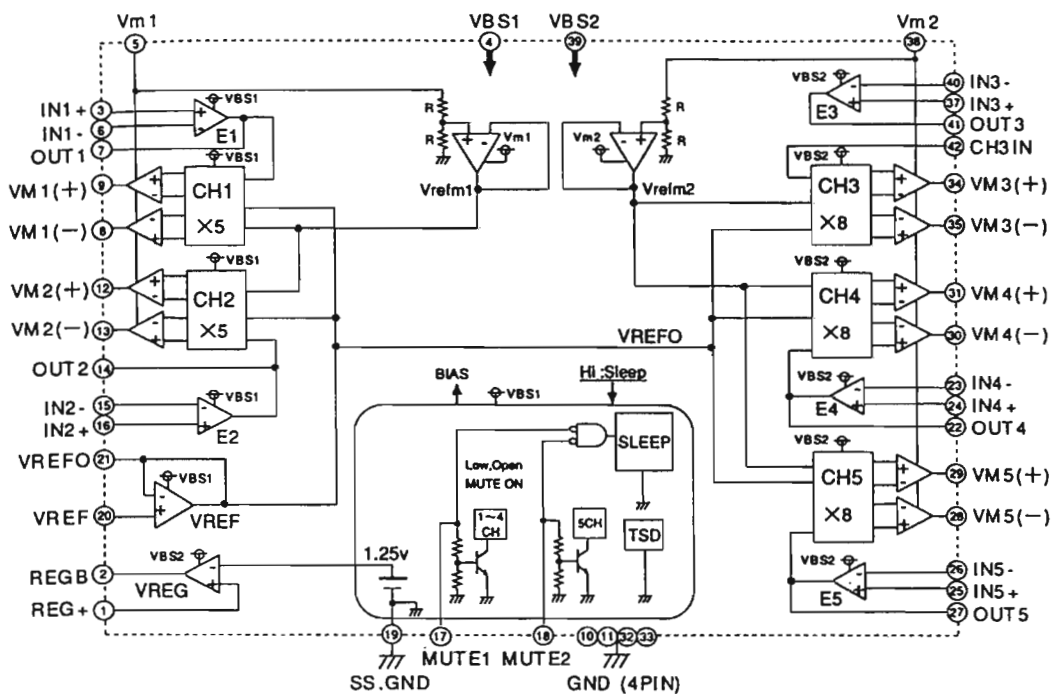 Vm1 VBS1 VBS2 Vm2
5 4 39 38
IN1+ 3
IN1- 6
OUT1 7
VM1(+) 9
VM1(-) 8
VM2(+) 12
VM2(-) 13
OUT2 14
IN2- 15
IN2+ 16
VREFO 21
VREF 20
REGB 2
REG+ 1
VBS1
+
-
E1
VBS1
CH1
×5
VBS1
CH2
×5
VBS1
E2
VBS1
VREF
VBS2
VREG
R
R
Vm1
Vrefm1
R
R
Vm2
Vrefm2
VREFO
BIAS
VBS1
Hi:Sleep
SLEEP
Low,Open
MUTE ON
1~4
CH
5CH
TSD
1.25v
VBS2
E3
VBS2
CH3
×8
VBS2
CH4
×8
VBS2
E4
VBS2
CH5
×8
VBS2
E5
40 IN3-
37 IN3+
41 OUT3
42 CH3IN
34 VM3(+)
35 VM3(-)
31 VM4(+)
30 VM4(-)
23 IN4-
24 IN4+
22 OUT4
29 VM5(+)
28 VM5(-)
26 IN5-
25 IN5+
27 OUT5
19 17 18 10 11 32 33
MUTE1 MUTE2
SS.GND GND (4PIN)